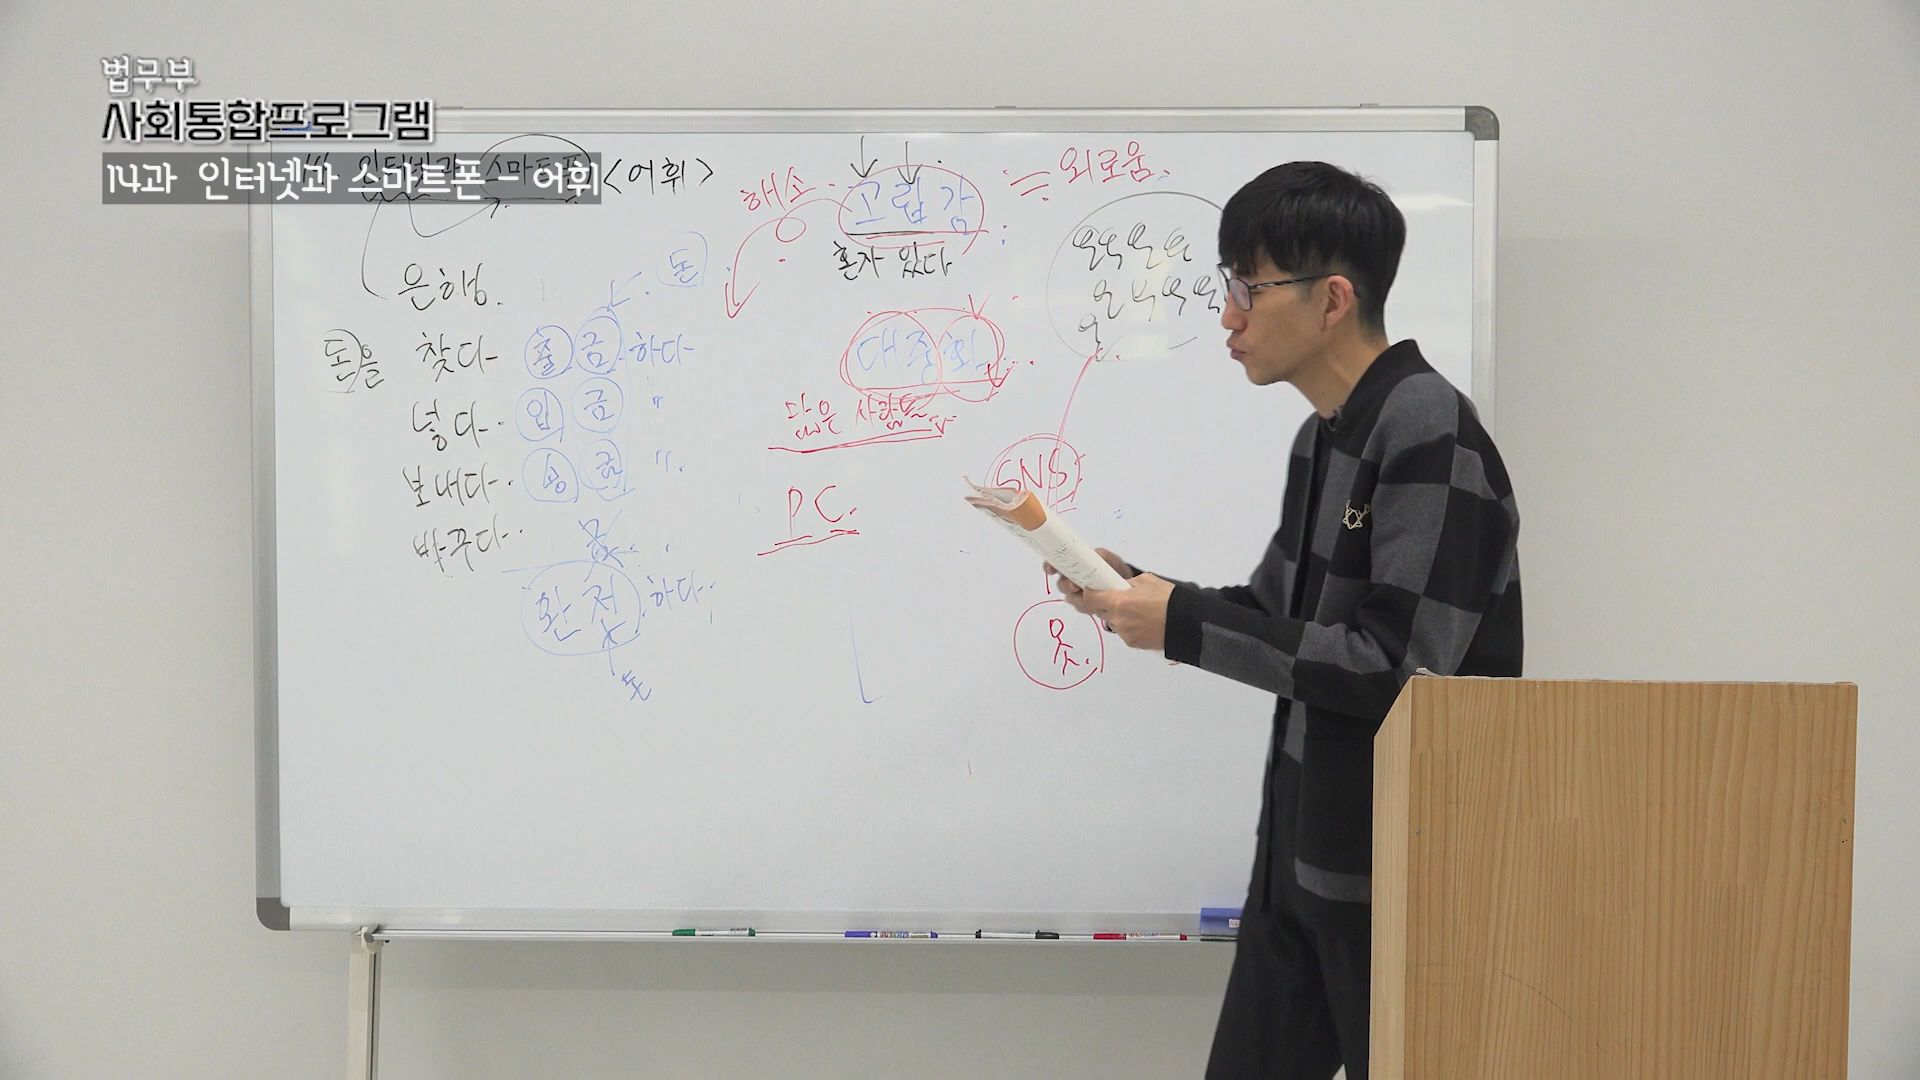 법무부
사회통합프로그램
14과 인터넷과 스마트폰 - 어휘
<어휘>
해소
고립감
= 외로움.
혼자 있다
은행.
돈
돈을 찾다 출금하다
넣다. 입금 〃
보내다. 송금 〃.
바꾸다.
환전하다.
돈
대중화
많은 사람들
PC.
SNS
옷.